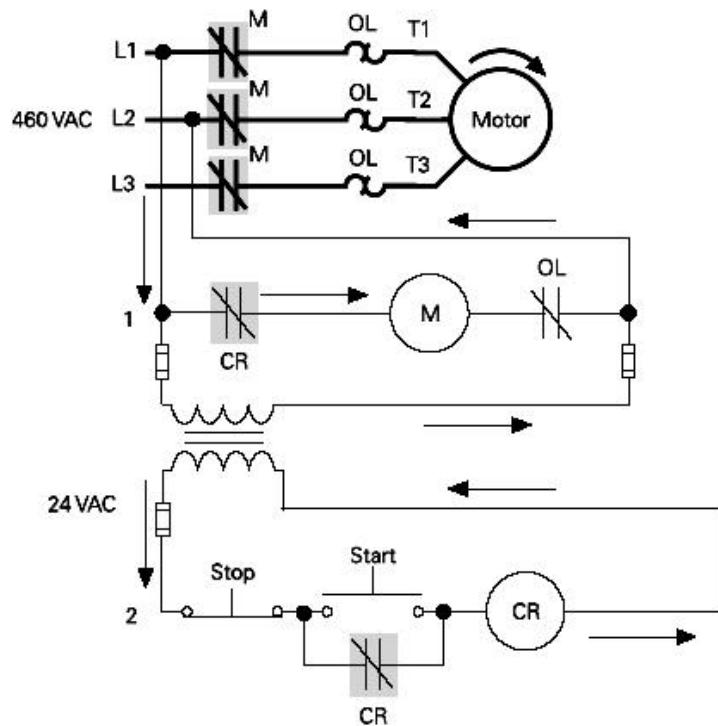 M
OL
T1
L1
M
OL
T2
460 VAC
L2
Motor
M
OL
T3
L3
OL
1
M
CR
24 VAC
Start
Stop
2
CR
CR